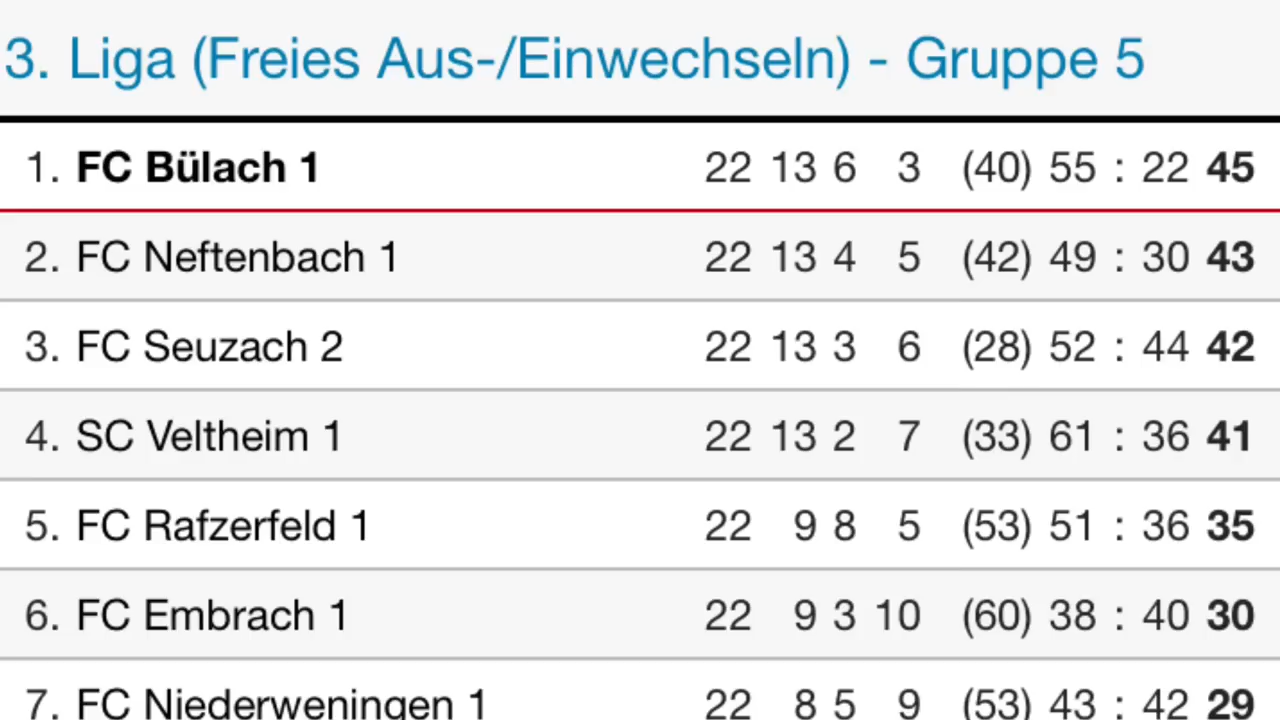 3. Liga (Freies Aus-/Einwechseln) - Gruppe 5
1. FC Bülach 1 22 13 6 3 (40) 55 : 22 45
2. FC Neftenbach 1 22 13 4 5 (42) 49 : 30 43
3. FC Seuzach 2 22 13 3 6 (28) 52 : 44 42
4. SC Veltheim 1 22 13 2 7 (33) 61 : 36 41
5. FC Rafzerfeld 1 22 9 8 5 (53) 51 : 36 35
6. FC Embrach 1 22 9 3 10 (60) 38 : 40 30
7. FC Niederweningen 1 22 8 5 9 (53) 43 : 42 29